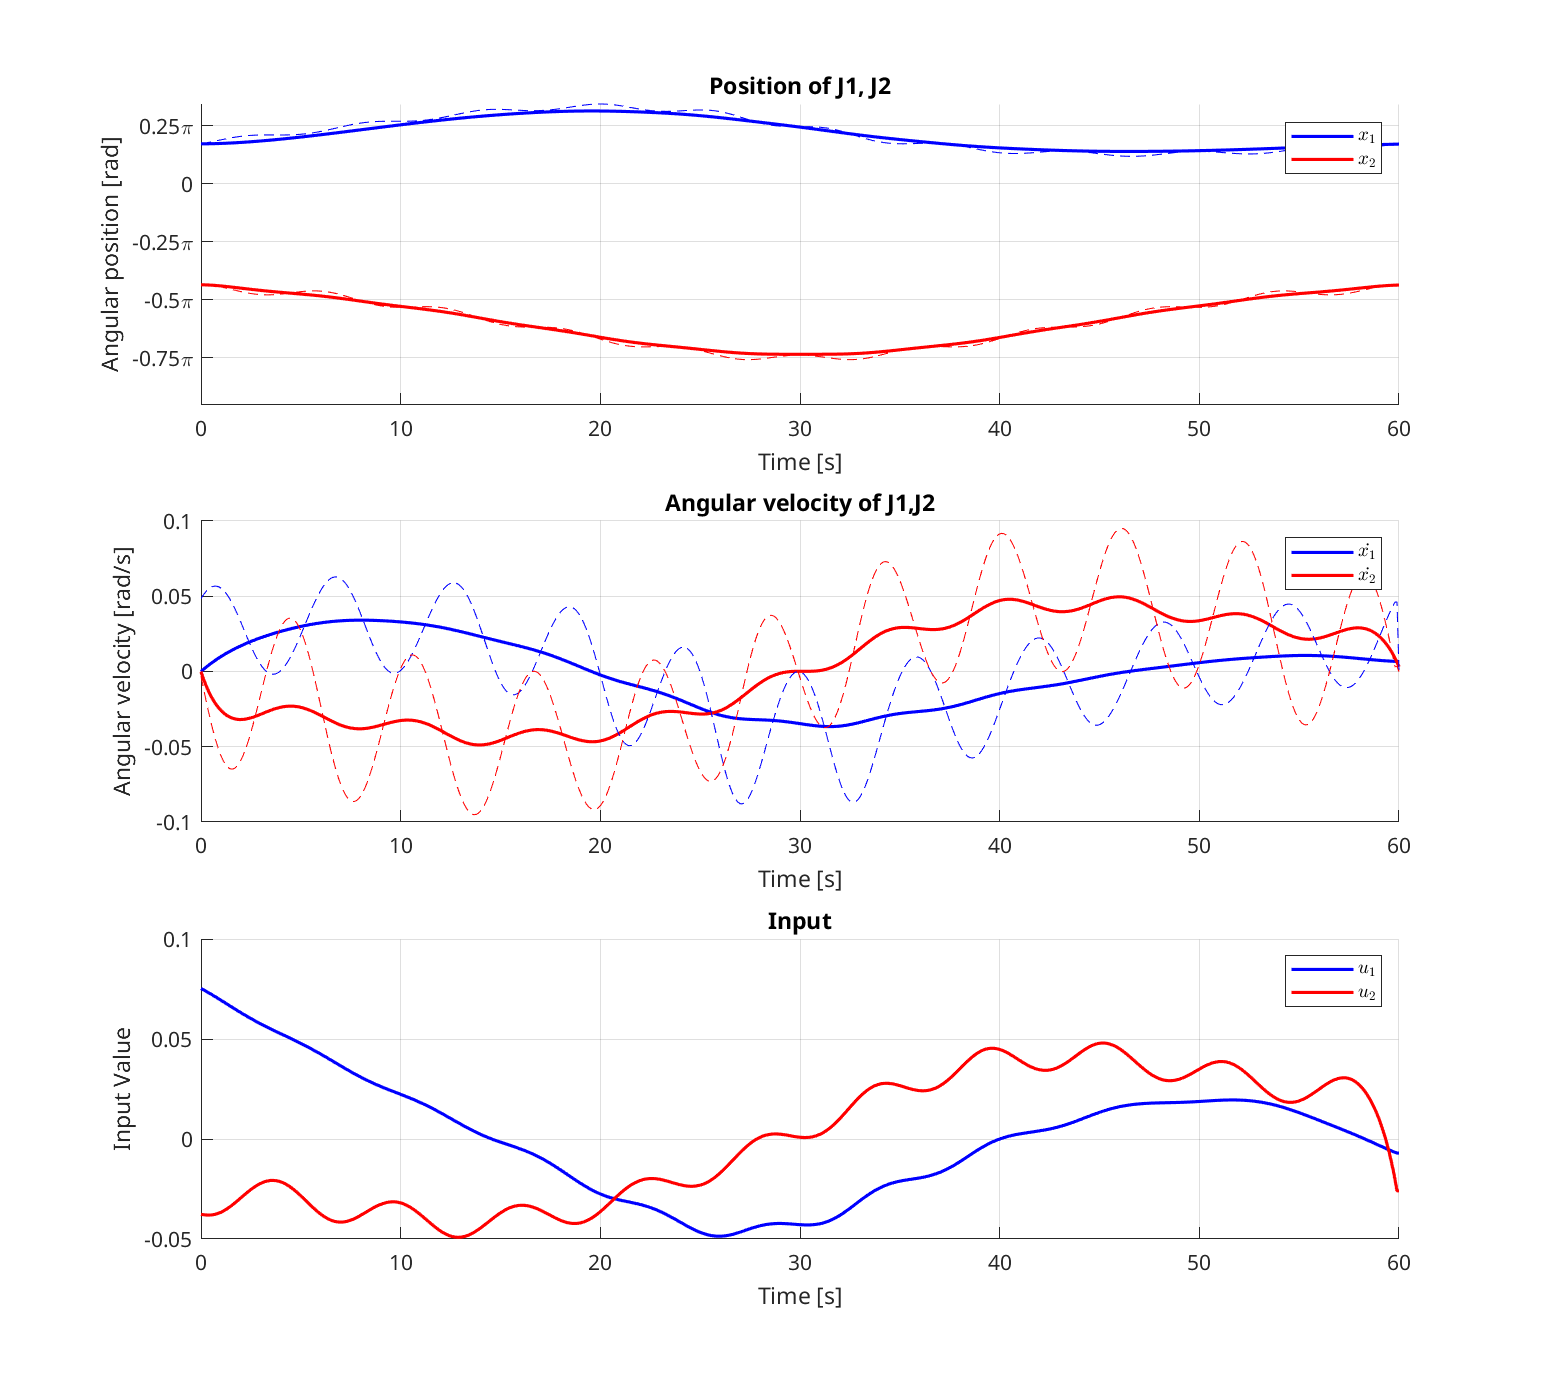 Position of J1, J2
Angular position [rad]
0.25π
0
-0.25π
-0.5π
-0.75π
x₁
x₂
0 10 20 30 40 50 60
Time [s]
Angular velocity of J1,J2
Angular velocity [rad/s]
0.1
0.05
0
-0.05
-0.1
ẋ₁
ẋ₂
0 10 20 30 40 50 60
Time [s]
Input
Input Value
0.1
0.05
0
-0.05
u₁
u₂
0 10 20 30 40 50 60
Time [s]